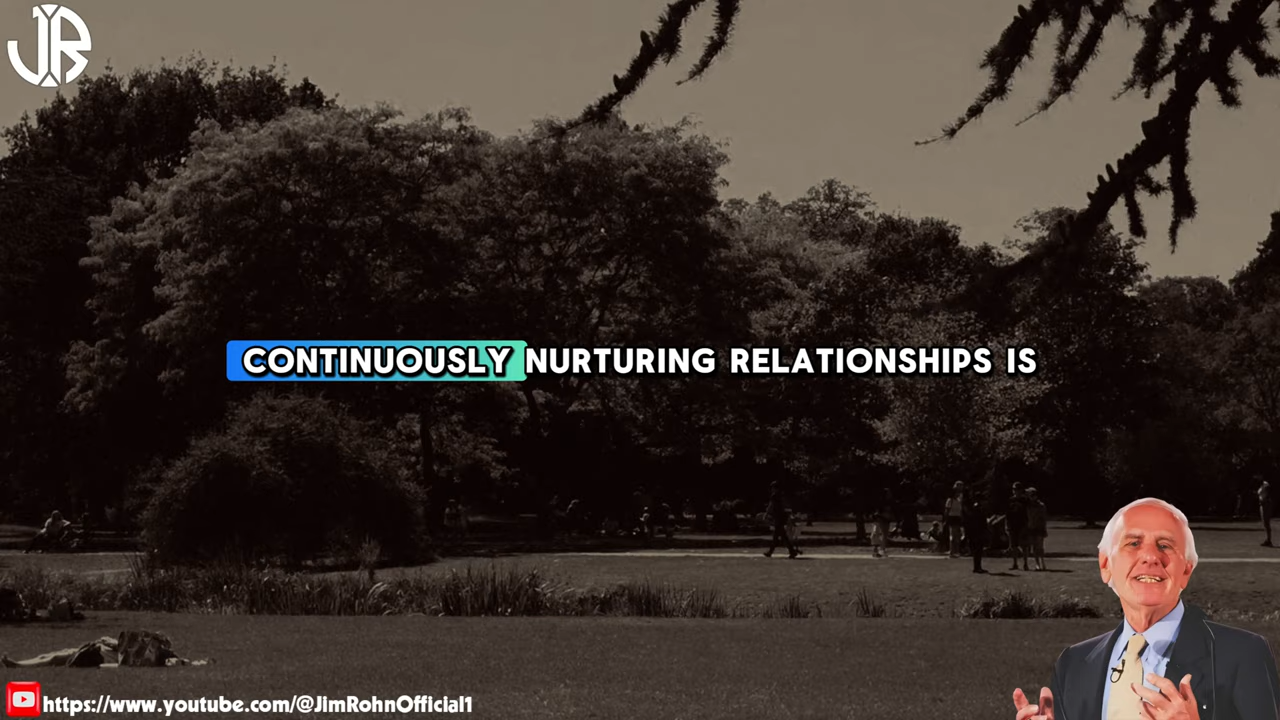 JR
CONTINUOUSLY NURTURING RELATIONSHIPS IS
https://www.youtube.com/@JimRohnOfficial1